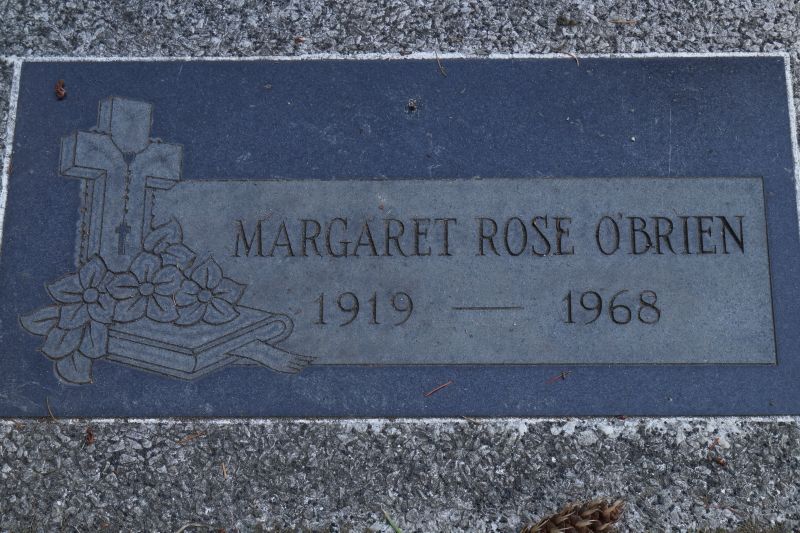 MARGARET ROSE O'BRIEN
1919 — 1968